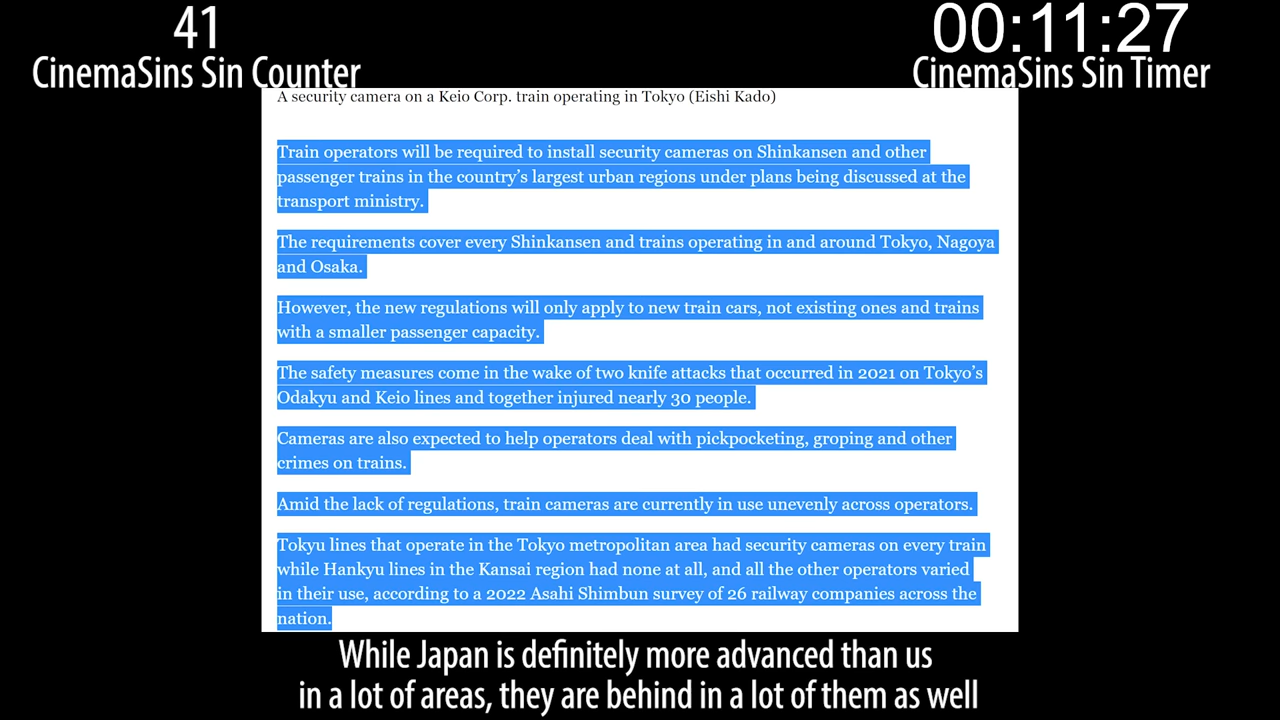 41
CinemaSins Sin Counter
00:11:27
CinemaSins Sin Timer
A security camera on a Keio Corp. train operating in Tokyo (Eishi Kado)
Train operators will be required to install security cameras on Shinkansen and other
passenger trains in the country’s largest urban regions under plans being discussed at the
transport ministry.
The requirements cover every Shinkansen and trains operating in and around Tokyo, Nagoya
and Osaka.
However, the new regulations will only apply to new train cars, not existing ones and trains
with a smaller passenger capacity.
The safety measures come in the wake of two knife attacks that occurred in 2021 on Tokyo’s
Odakyu and Keio lines and together injured nearly 30 people.
Cameras are also expected to help operators deal with pickpocketing, groping and other
crimes on trains.
Amid the lack of regulations, train cameras are currently in use unevenly across operators.
Tokyu lines that operate in the Tokyo metropolitan area had security cameras on every train
while Hankyu lines in the Kansai region had none at all, and all the other operators varied
in their use, according to a 2022 Asahi Shimbun survey of 26 railway companies across the
nation.
While Japan is definitely more advanced than us
in a lot of areas, they are behind in a lot of them as well